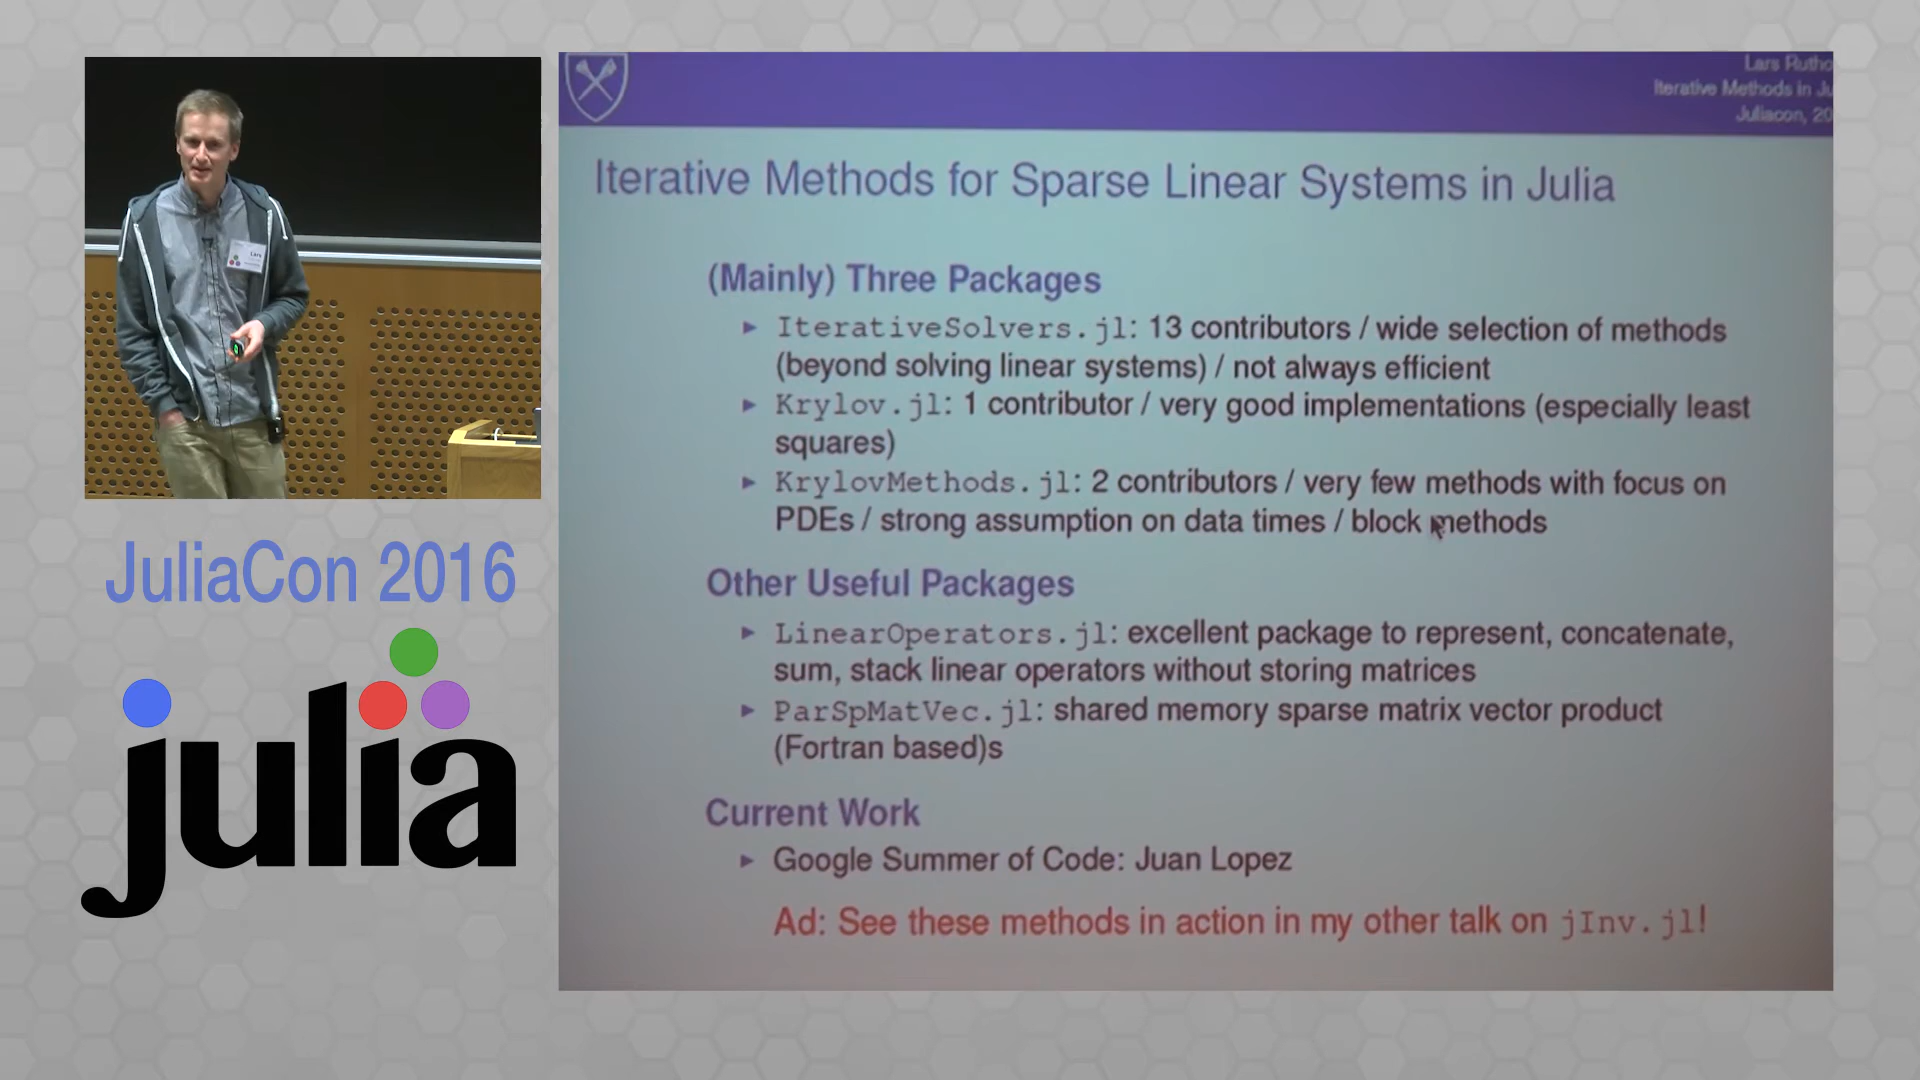 Lars
JuliaCon 2016
julia
Lars Rutho
Iterative Methods in Ju
Juliacon, 20
Iterative Methods for Sparse Linear Systems in Julia
(Mainly) Three Packages
▸ IterativeSolvers.jl: 13 contributors / wide selection of methods
(beyond solving linear systems) / not always efficient
▸ Krylov.jl: 1 contributor / very good implementations (especially least
squares)
▸ KrylovMethods.jl: 2 contributors / very few methods with focus on
PDEs / strong assumption on data times / block methods
Other Useful Packages
▸ LinearOperators.jl: excellent package to represent, concatenate,
sum, stack linear operators without storing matrices
▸ ParSpMatVec.jl: shared memory sparse matrix vector product
(Fortran based)s
Current Work
▸ Google Summer of Code: Juan Lopez
Ad: See these methods in action in my other talk on jInv.jl!